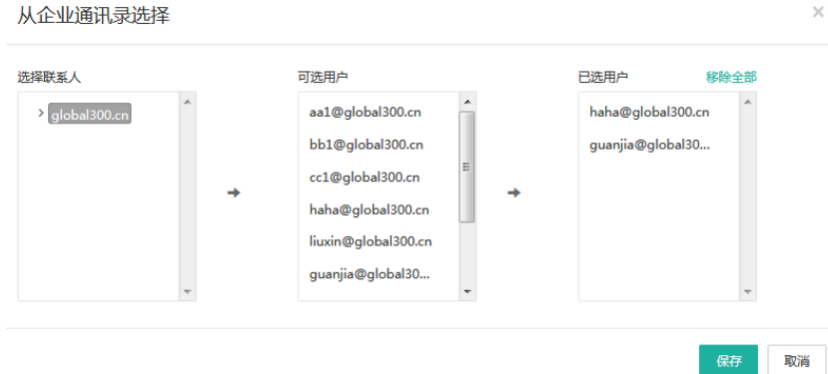 从企业通讯录选择
×
选择联系人
global300.cn
可选用户
aa1@global300.cn
bb1@global300.cn
cc1@global300.cn
haha@global300.cn
liuxin@global300.cn
guanjia@global30...
已选用户 移除全部
haha@global300.cn
guanjia@global30...
保存 取消